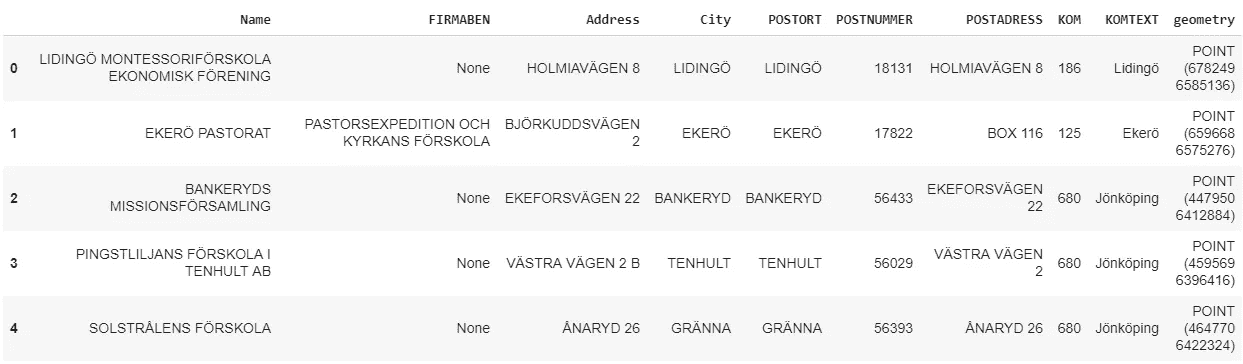 Name FIRMABEN Address City POSTORT POSTNUMMER POSTADRESS KOM KOMTEXT geometry
0 LIDINGÖ MONTESSORIFÖRSKOLA EKONOMISK FÖRENING None HOLMIAVÄGEN 8 LIDINGÖ LIDINGÖ 18131 HOLMIAVÄGEN 8 186 Lidingö POINT (678249 6585136)
1 EKERÖ PASTORAT PASTORSEXPEDITION OCH KYRKANS FÖRSKOLA BJÖRKUDDSVÄGEN 2 EKERÖ EKERÖ 17822 BOX 116 125 Ekerö POINT (659668 6575276)
2 BANKERYDS MISSIONSFÖRSAMLING None EKEFORSVÄGEN 22 BANKERYD BANKERYD 56433 EKEFORSVÄGEN 22 680 Jönköping POINT (447950 6412884)
3 PINGSTLILJANS FÖRSKOLA I TENHULT AB None VÄSTRA VÄGEN 2 B TENHULT TENHULT 56029 VÄSTRA VÄGEN 2 680 Jönköping POINT (459569 6396416)
4 SOLSTRÅLENS FÖRSKOLA None ÅNARYD 26 GRÄNNA GRÄNNA 56393 ÅNARYD 26 680 Jönköping POINT (464770 6422324)